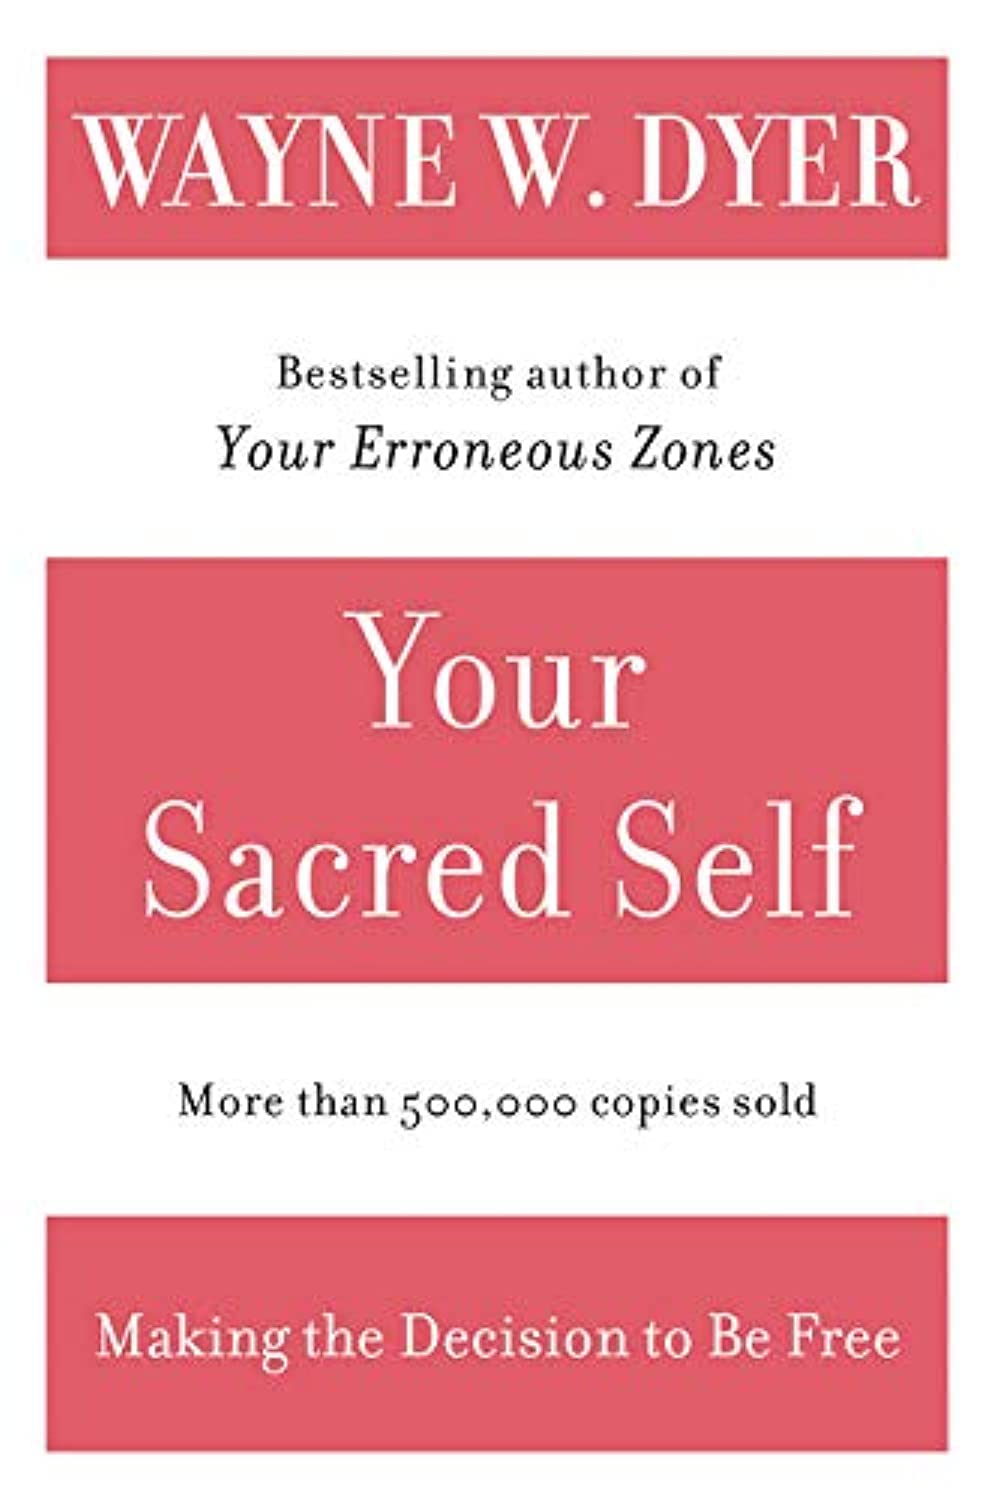 WAYNE W. DYER
Bestselling author of
Your Erroneous Zones
Your
Sacred Self
More than 500,000 copies sold
Making the Decision to Be Free